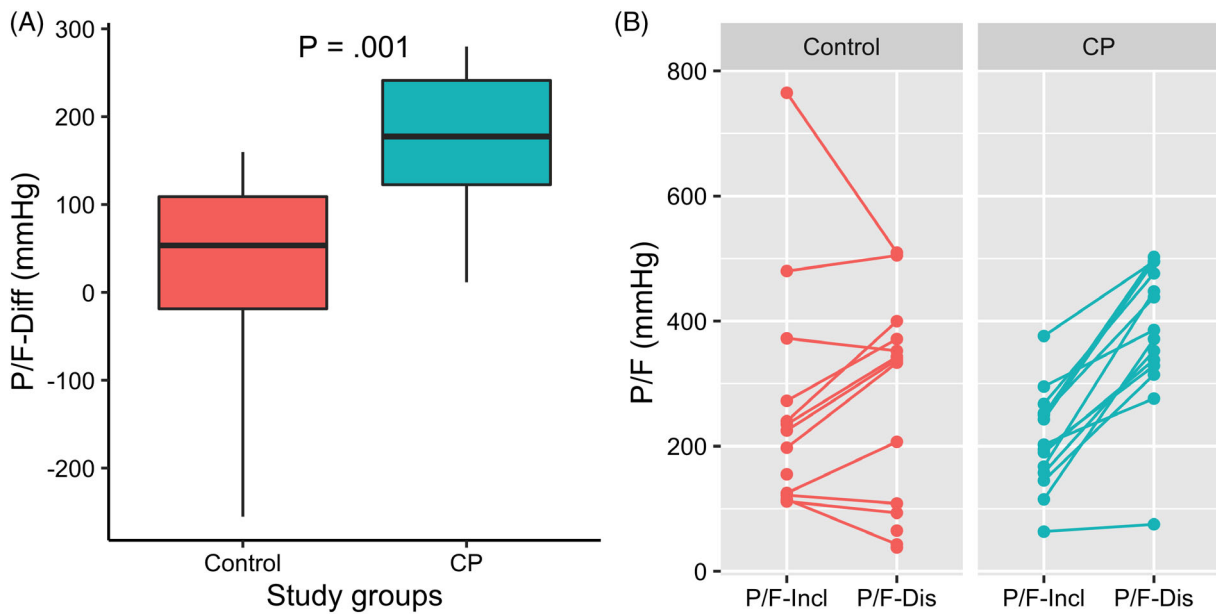 (A)
P/F-Diff (mmHg)
300
200
100
0
-100
-200
P = .001
Control
CP
Study groups
(B)
Control
CP
P/F (mmHg)
800
600
400
200
0
P/F-Incl
P/F-Dis
P/F-Incl
P/F-Dis